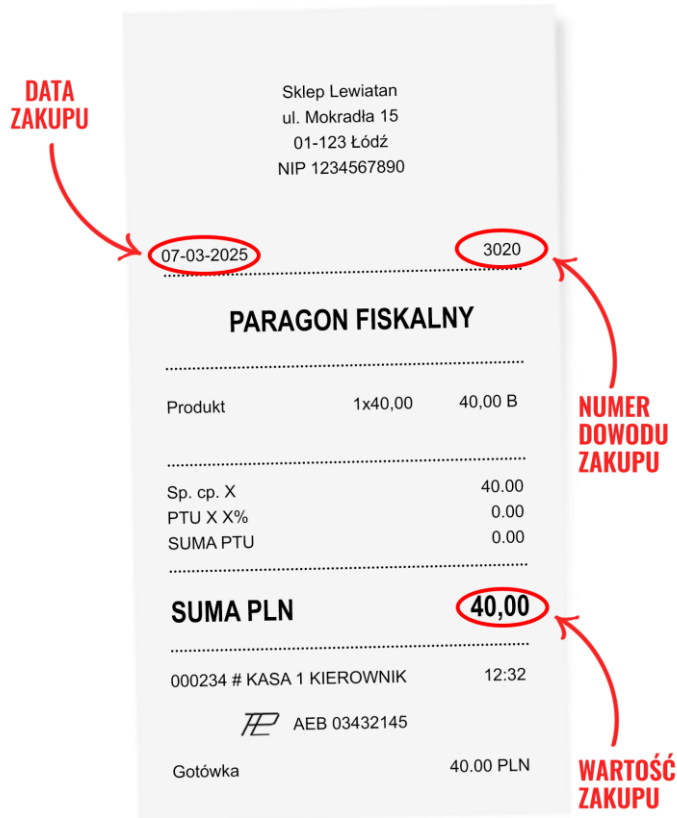 Sklep Lewiatan
ul. Mokradła 15
01-123 Łódź
NIP 1234567890
DATA
ZAKUPU
07-03-2025 3020
PARAGON FISKALNY
Produkt 1x40,00 40,00 B
NUMER
DOWODU
ZAKUPU
Sp. cp. X 40.00
PTU X X% 0.00
SUMA PTU 0.00
SUMA PLN 40,00
000234 # KASA 1 KIEROWNIK 12:32
AEB 03432145
Gotówka 40.00 PLN
WARTOŚĆ
ZAKUPU